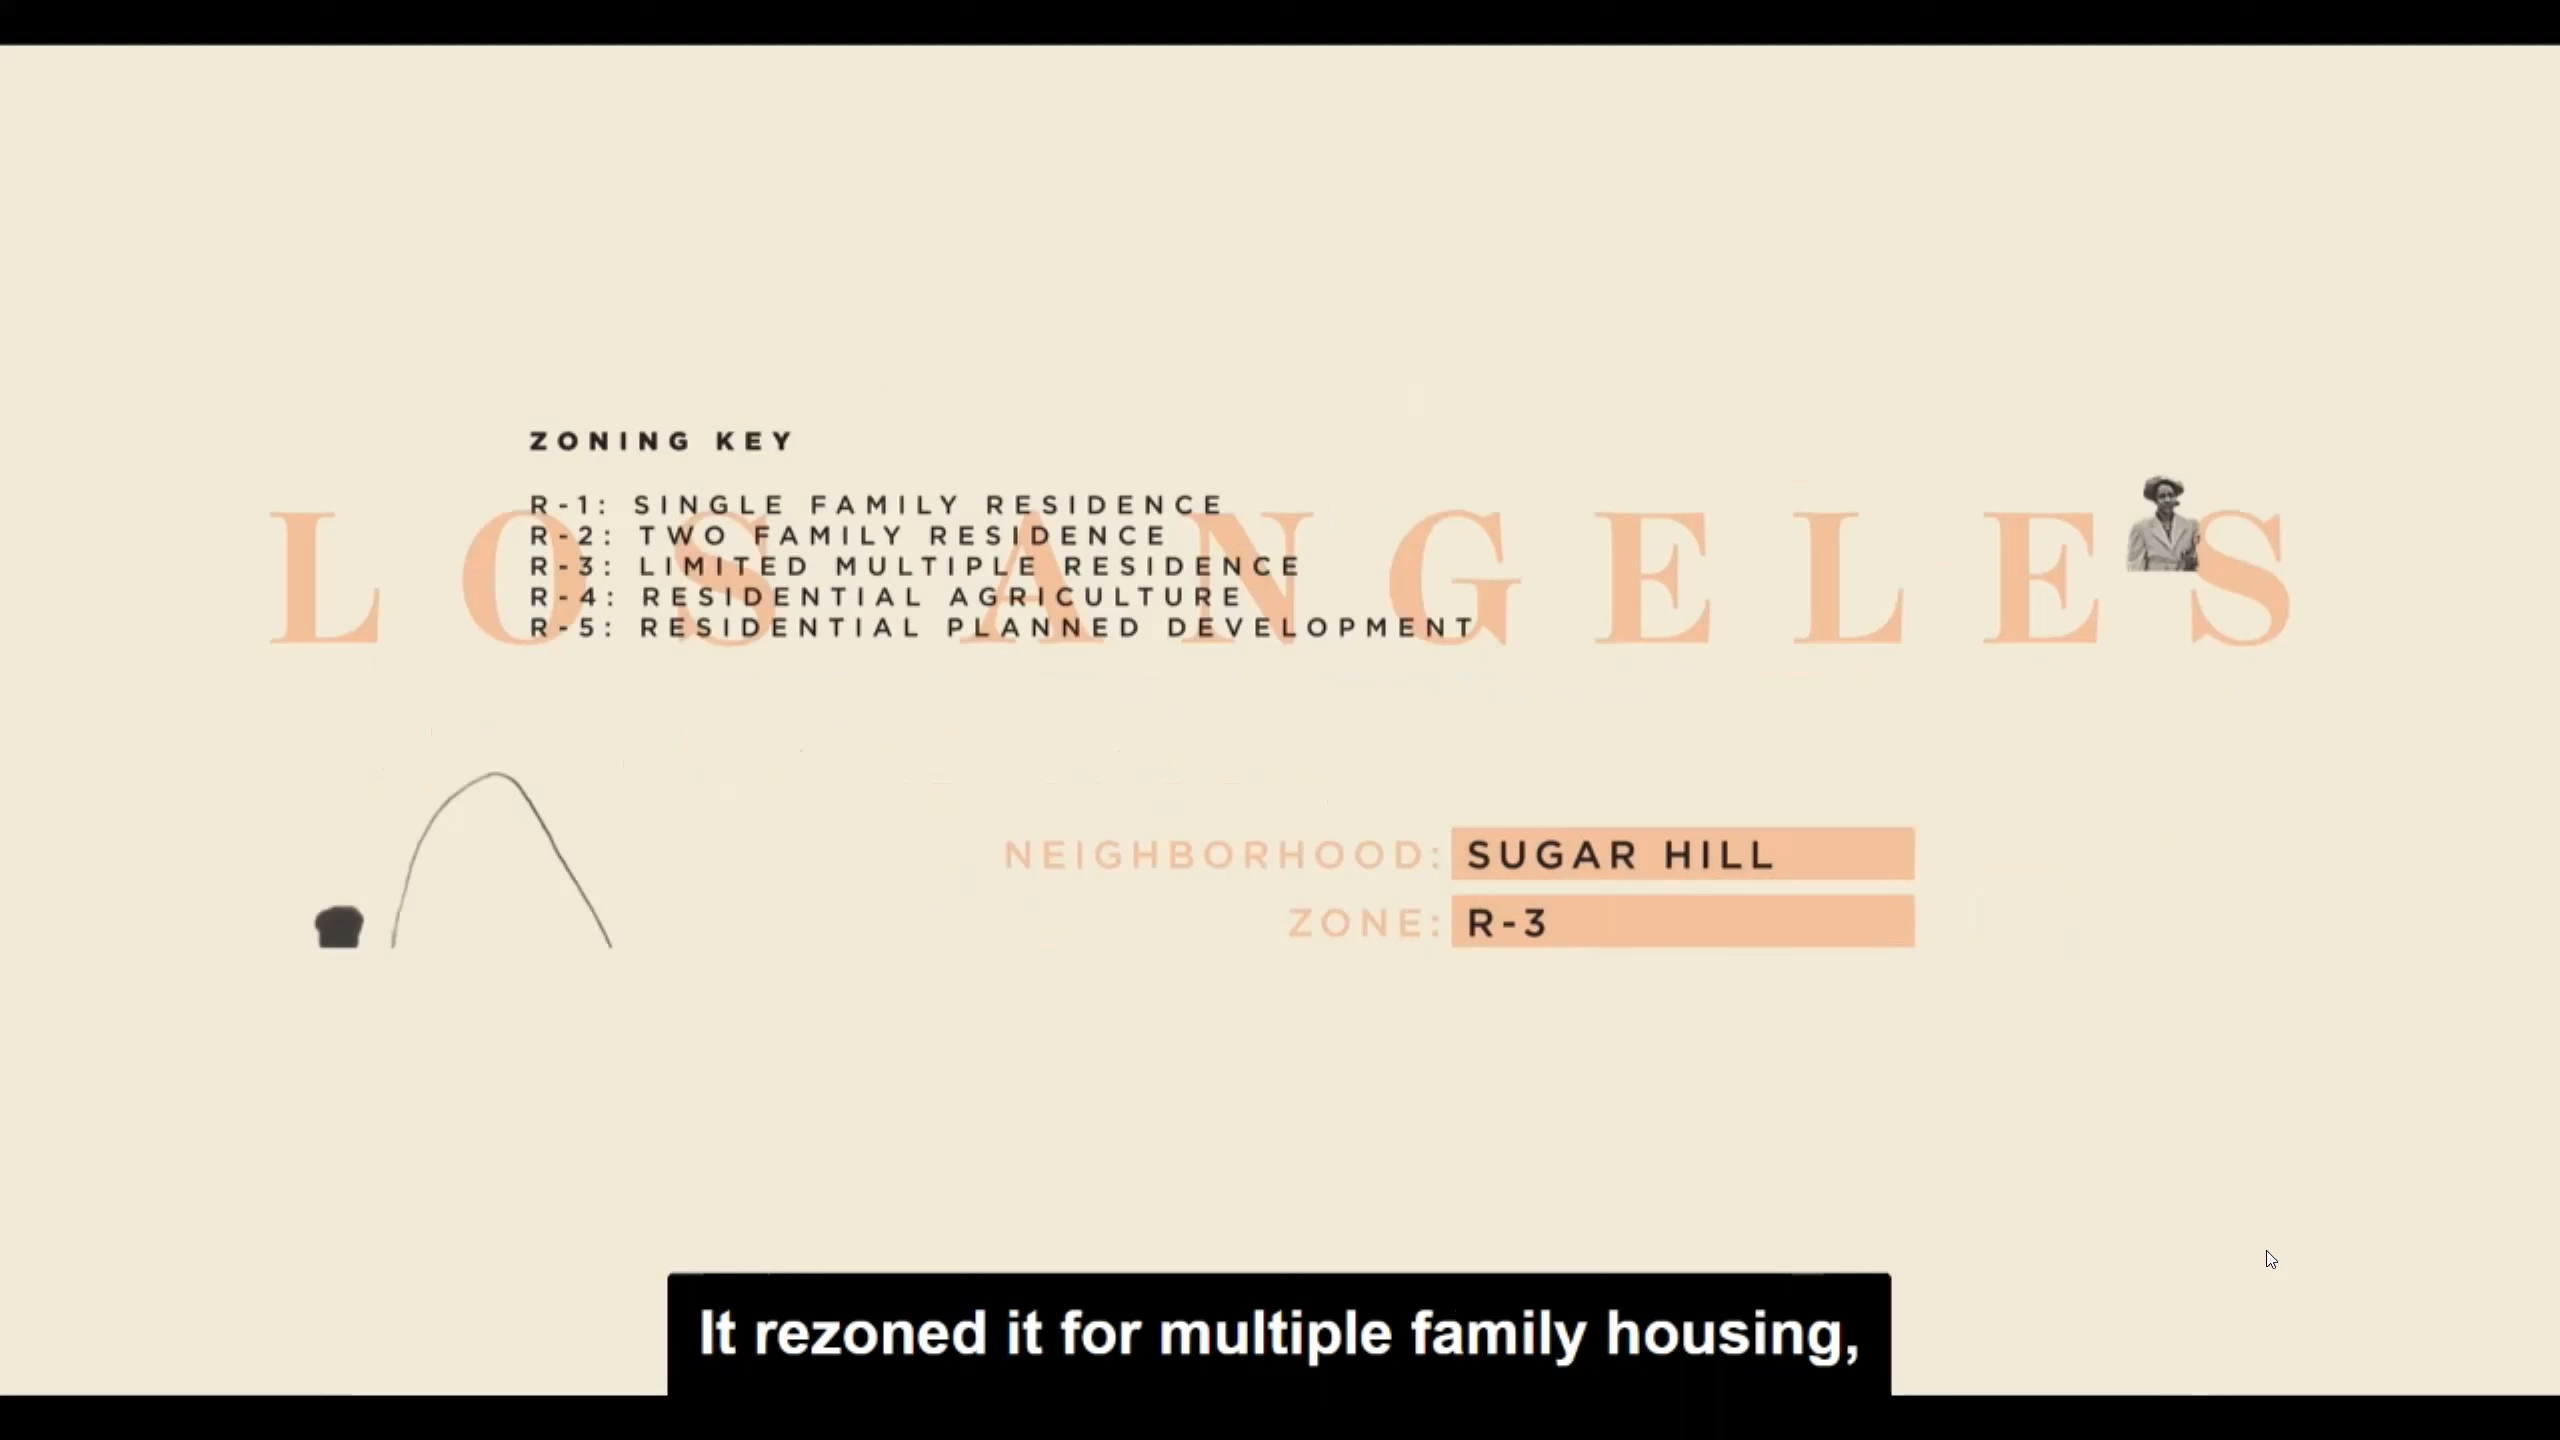 ZONING KEY
R-1: SINGLE FAMILY RESIDENCE
R-2: TWO FAMILY RESIDENCE
R-3: LIMITED MULTIPLE RESIDENCE
R-4: RESIDENTIAL AGRICULTURE
R-5: RESIDENTIAL PLANNED DEVELOPMENT
LOS ANGELES
NEIGHBORHOOD: SUGAR HILL
ZONE: R-3
It rezoned it for multiple family housing,